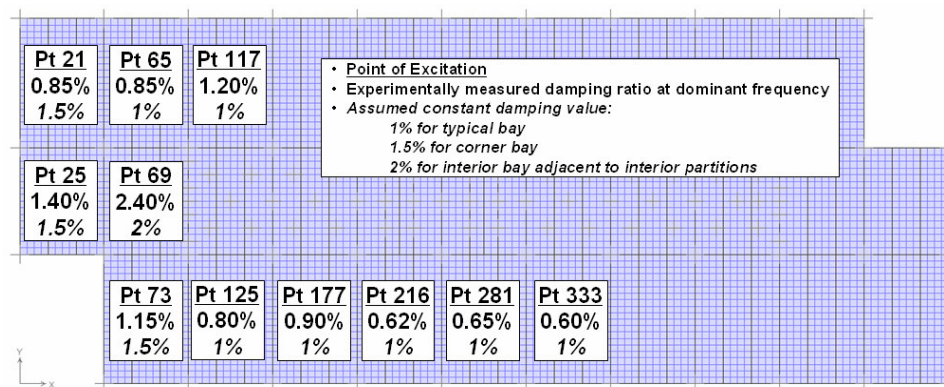 Pt 21
0.85%
1.5%
Pt 65
0.85%
1%
Pt 117
1.20%
1%
• Point of Excitation
• Experimentally measured damping ratio at dominant frequency
• Assumed constant damping value:
1% for typical bay
1.5% for corner bay
2% for interior bay adjacent to interior partitions
Pt 25
1.40%
1.5%
Pt 69
2.40%
2%
Pt 73
1.15%
1.5%
Pt 125
0.80%
1%
Pt 177
0.90%
1%
Pt 216
0.62%
1%
Pt 281
0.65%
1%
Pt 333
0.60%
1%
Y
X